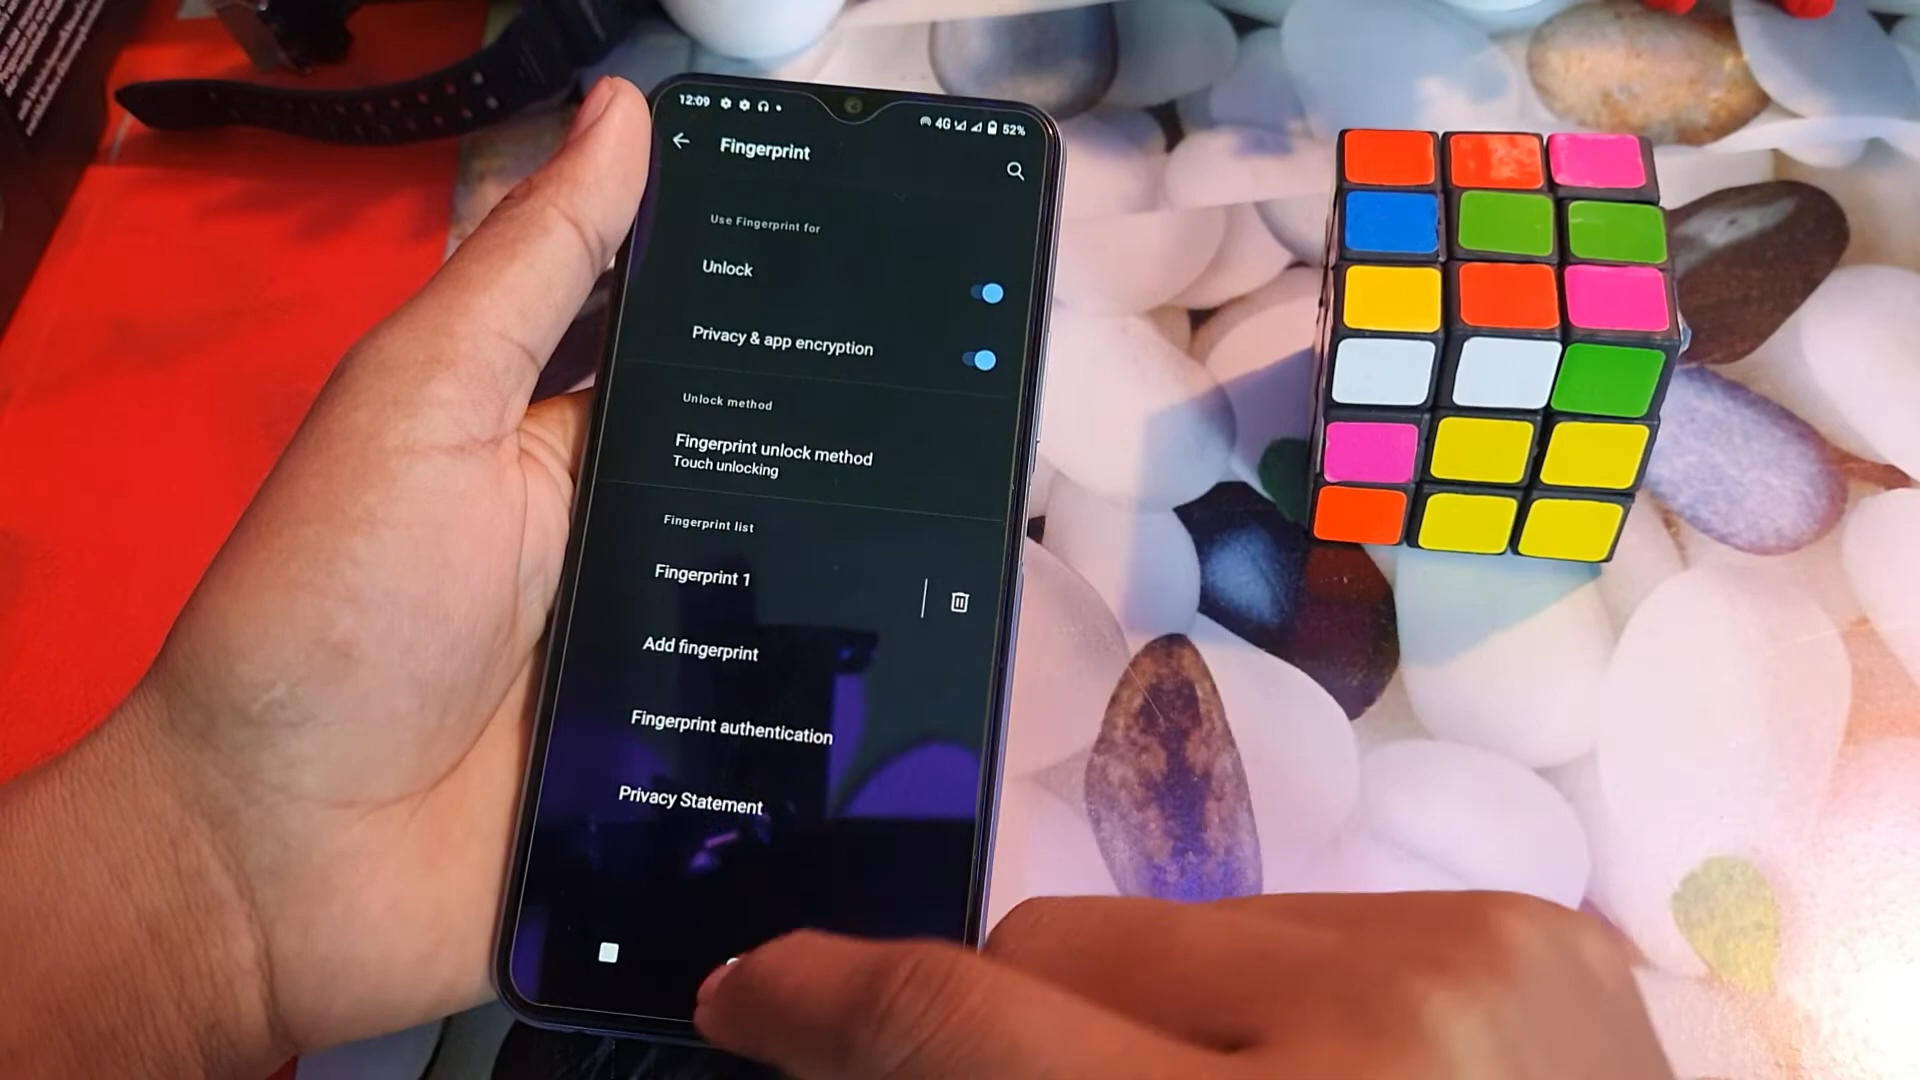 12:09
4G 52%
Fingerprint
Use Fingerprint for
Unlock
Privacy & app encryption
Unlock method
Fingerprint unlock method
Touch unlocking
Fingerprint list
Fingerprint 1
Add fingerprint
Fingerprint authentication
Privacy Statement